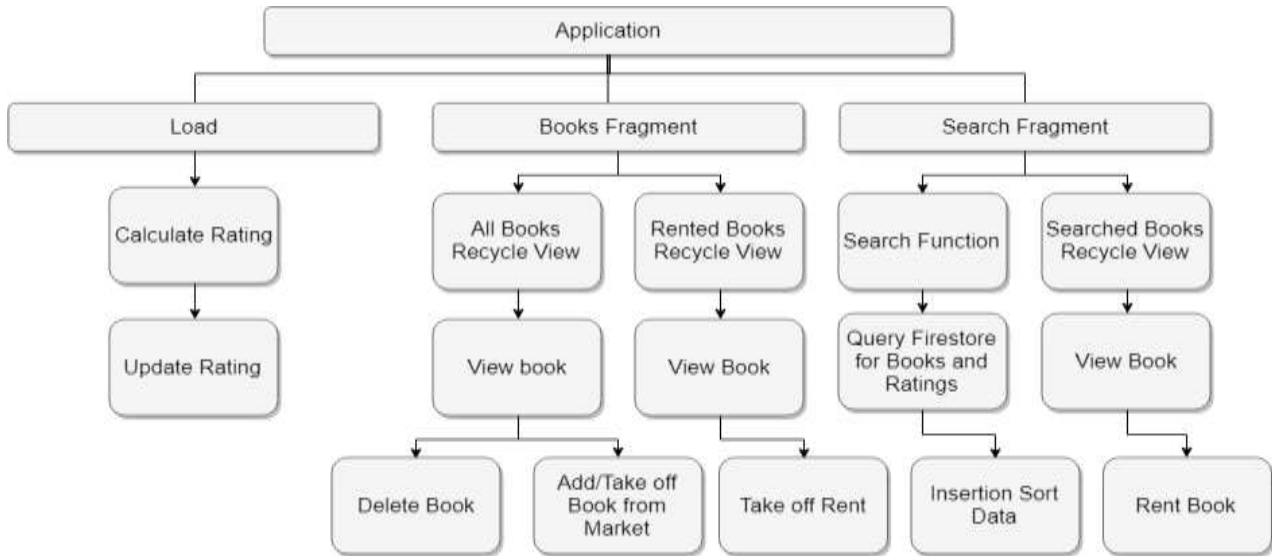 Application
Load
Books Fragment
Search Fragment
Calculate Rating
All Books
Recycle View
Rented Books
Recycle View
Search Function
Searched Books
Recycle View
Update Rating
View book
View Book
Query Firestore
for Books and
Ratings
View Book
Delete Book
Add/Take off
Book from
Market
Take off Rent
Insertion Sort
Data
Rent Book